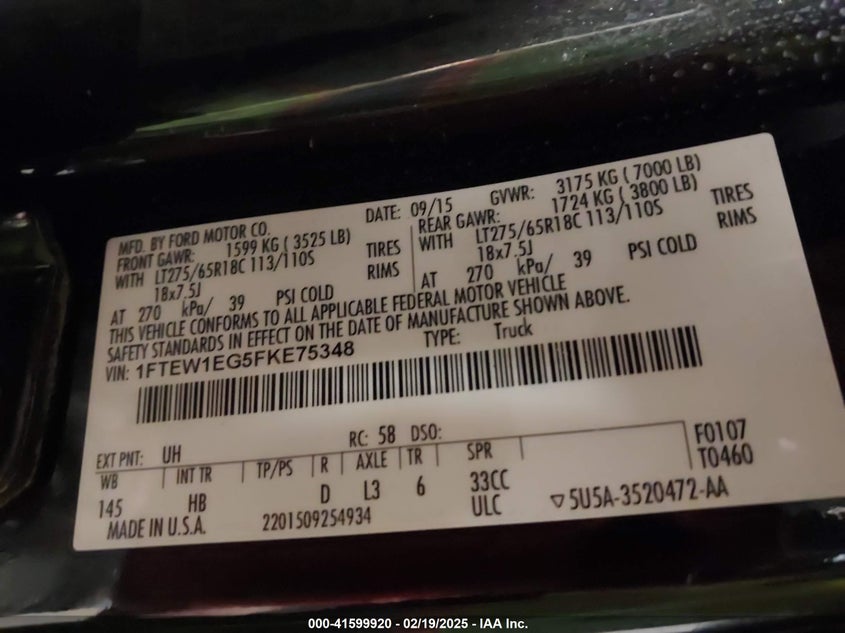 MFD. BY FORD MOTOR CO.
DATE: 09/15 GVWR: 3175 KG ( 7000 LB)
FRONT GAWR: 1599 KG ( 3525 LB)
REAR GAWR: 1724 KG ( 3800 LB)
WITH LT275/65R18C 113/110S TIRES
WITH LT275/65R18C 113/110S TIRES
18x7.5J RIMS
18x7.5J RIMS
AT 270 kPa/ 39 PSI COLD
AT 270 kPa/ 39 PSI COLD
THIS VEHICLE CONFORMS TO ALL APPLICABLE FEDERAL MOTOR VEHICLE
SAFETY STANDARDS IN EFFECT ON THE DATE OF MANUFACTURE SHOWN ABOVE.
VIN: 1FTEW1EG5FKE75348 TYPE: Truck
EXT PNT: UH RC: 58 DSO:
F0107
WB INT TR TP/PS R AXLE TR SPR
T0460
145 HB D L3 6 33CC
ULC
5U5A-3520472-AA
MADE IN U.S.A. 2201509254934
000-41599920 - 02/19/2025 - IAA Inc.